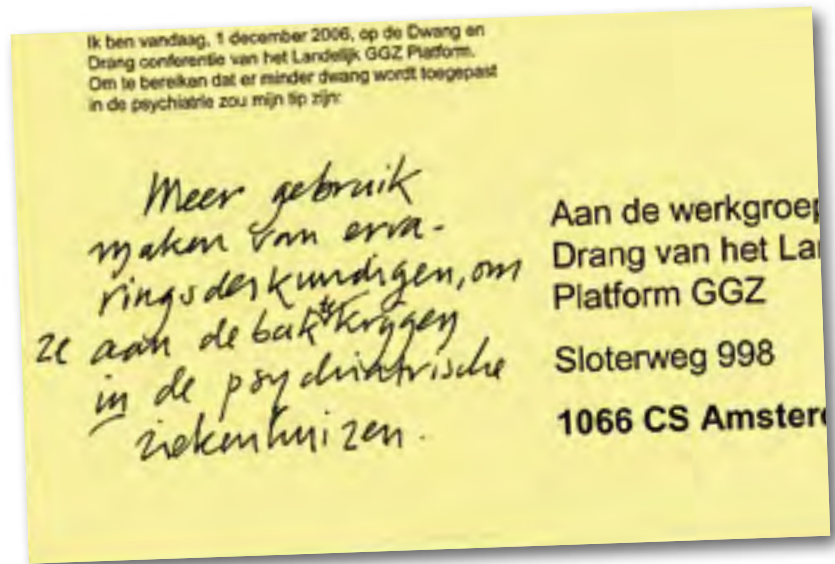 Ik ben vandaag, 1 december 2006, op de Dwang en
Drang conferentie van het Landelijk GGZ Platform.
Om te bereiken dat er minder dwang wordt toegepast
in de psychiatrie zou mijn tip zijn:
Meer gebruik
maken van erva-
ringsdeskundigen, om
ze aan de bak te krijgen
in de psychiatrische
ziekenhuizen.
Aan de werkgroep
Drang van het La
Platform GGZ
Sloterweg 998
1066 CS Amster